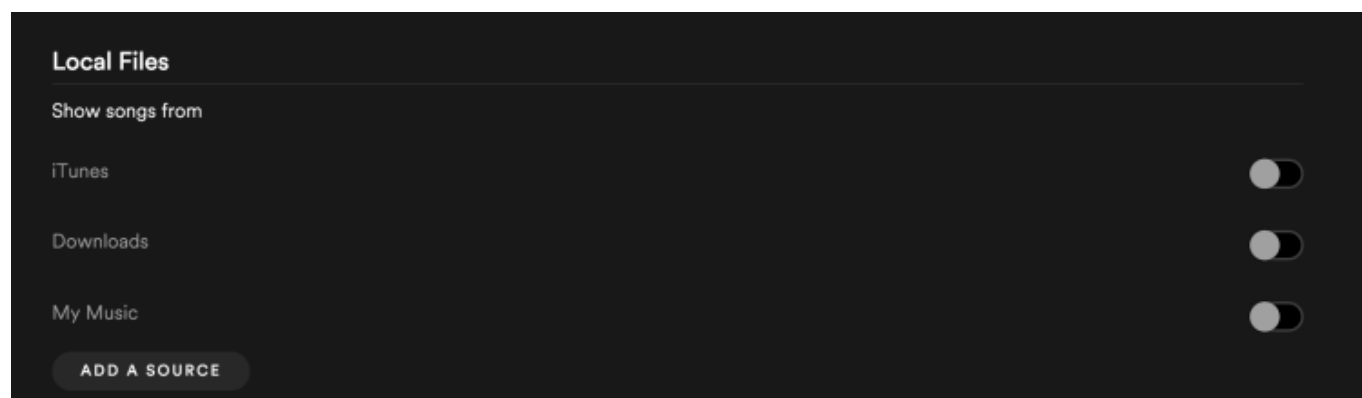 Local Files
Show songs from
iTunes
Downloads
My Music
ADD A SOURCE